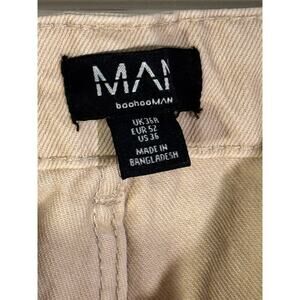 MAN
boohooMAN
UK36R
EUR 52
US 36
MADE IN
BANGLADESH